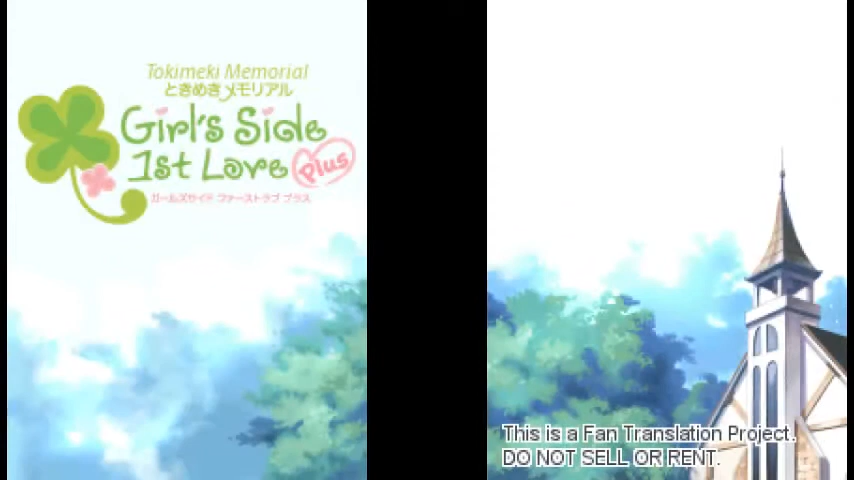 Tokimeki Memorial
ときめきメモリアル
Girl's Side
1st Love Plus
ガールズサイド ファーストラブ プラス
This is a Fan Translation Project.
DO NOT SELL OR RENT.